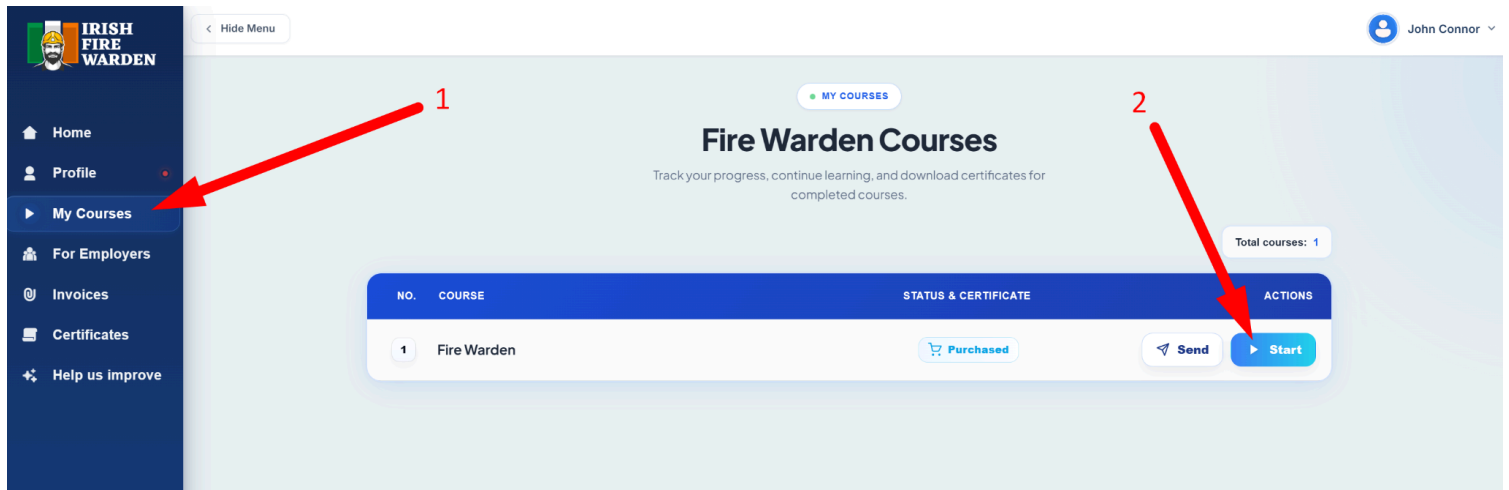 IRISH
FIRE
WARDEN
Hide Menu
John Connor
1
2
Home
Profile
My Courses
For Employers
Invoices
Certificates
Help us improve
MY COURSES
Fire Warden Courses
Track your progress, continue learning, and download certificates for
completed courses.
Total courses: 1
NO. COURSE STATUS & CERTIFICATE ACTIONS
1 Fire Warden Purchased Send Start